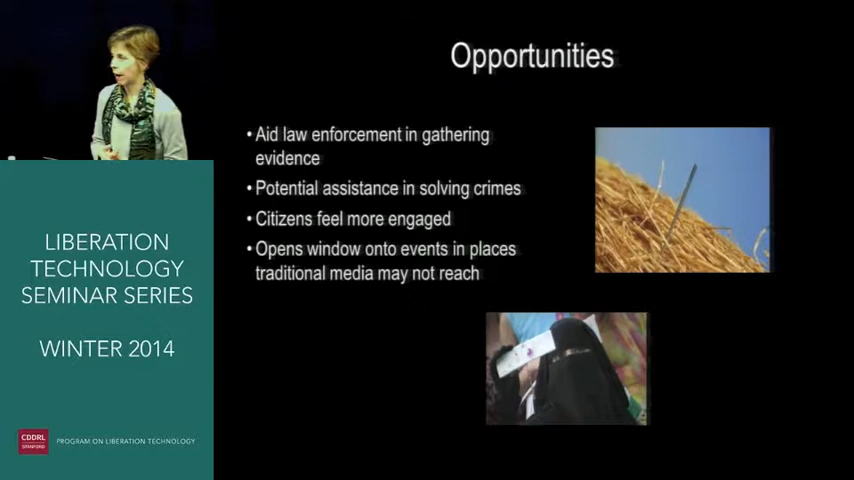 Opportunities
• Aid law enforcement in gathering
evidence
• Potential assistance in solving crimes
• Citizens feel more engaged
• Opens window onto events in places
traditional media may not reach
LIBERATION
TECHNOLOGY
SEMINAR SERIES
WINTER 2014
CDDRL
STANFORD
PROGRAM ON LIBERATION TECHNOLOGY